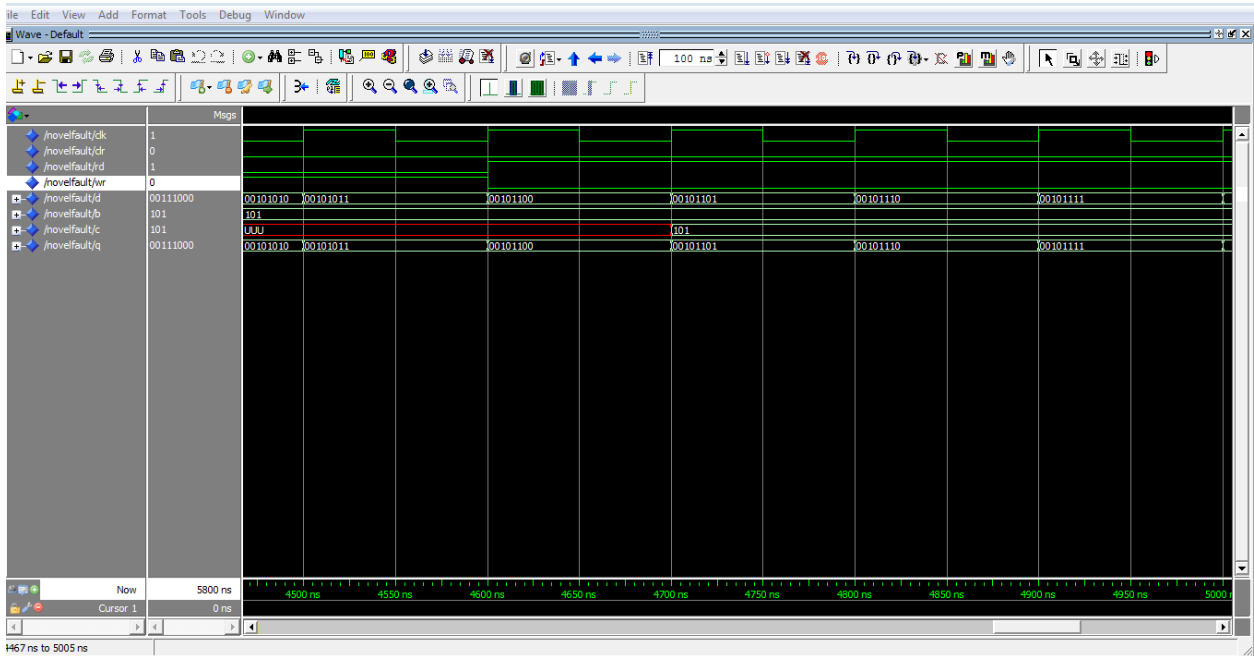 ile Edit View Add Format Tools Debug Window
Wave - Default
100 ns
Msgs
/novelfault/clk 1
/novelfault/clr 0
/novelfault/rd 1
/novelfault/wr 0
/novelfault/d 00111000 00101010 00101011 00101100 00101101 00101110 00101111
/novelfault/b 101 101
/novelfault/c 101 UUU 101
/novelfault/q 00111000 00101010 00101011 00101100 00101101 00101110 00101111
Now 5800 ns 4500 ns 4550 ns 4600 ns 4650 ns 4700 ns 4750 ns 4800 ns 4850 ns 4900 ns 4950 ns 5000
Cursor 1 0 ns
4467 ns to 5005 ns